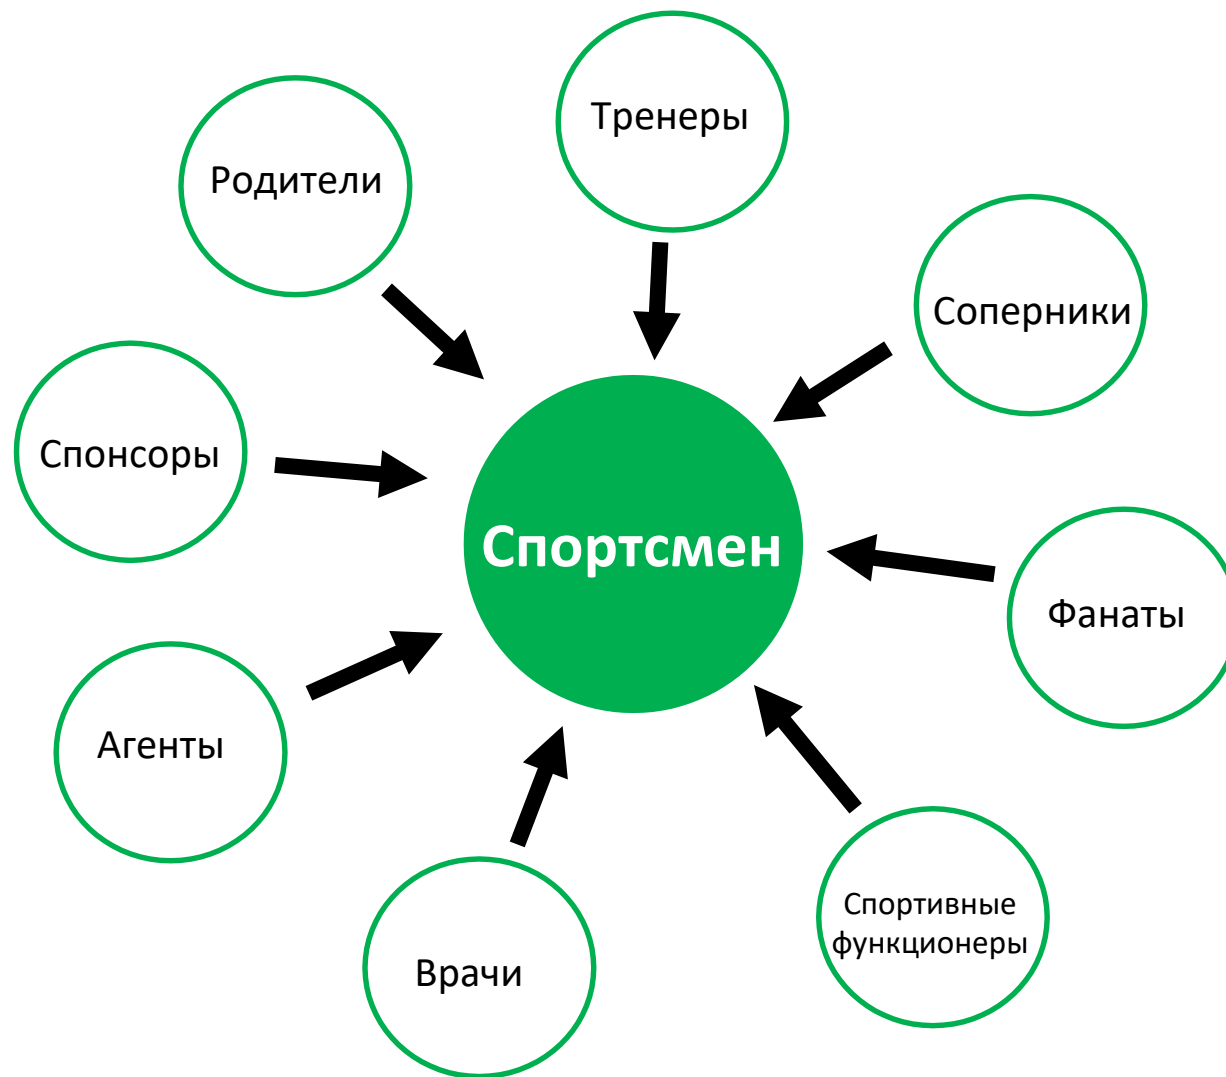 Тренеры
Родители
Соперники
Спонсоры
Спортсмен
Фанаты
Агенты
Спортивные
функционеры
Врачи